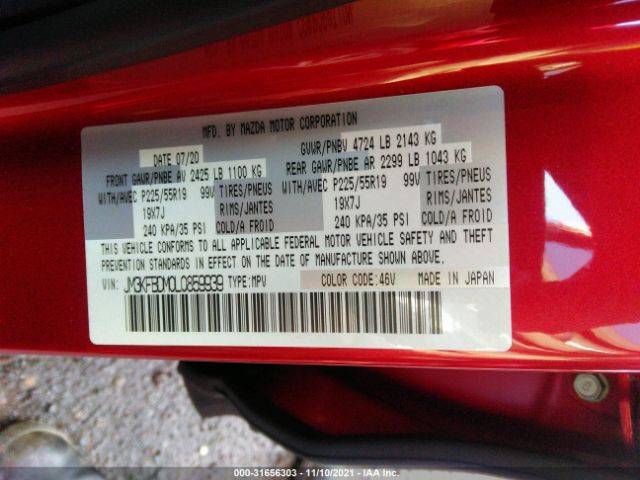 MFD. BY MAZDA MOTOR CORPORATION
DATE 07/20 GVWR/PNBV 4724 LB 2143 KG
FRONT GAWR/PNBE AV 2425 LB 1100 KG REAR GAWR/PNBE AR 2299 LB 1043 KG
WITH/AVEC P225/55R19 99V TIRES/PNEUS WITH/AVEC P225/55R19 99V TIRES/PNEUS
19X7J RIMS/JANTES 19X7J RIMS/JANTES
240 KPA/35 PSI COLD/A FROID 240 KPA/35 PSI COLD/A FROID
THIS VEHICLE CONFORMS TO ALL APPLICABLE FEDERAL MOTOR VEHICLE SAFETY AND THEFT
PREVENTION STANDARDS IN EFFECT ON THE DATE OF MANUFACTURE SHOWN ABOVE.
VIN: JM3KFBDM0L0859939 TYPE:MPV COLOR CODE:46V MADE IN JAPAN
000-31656303 - 11/10/2021 - IAA Inc.